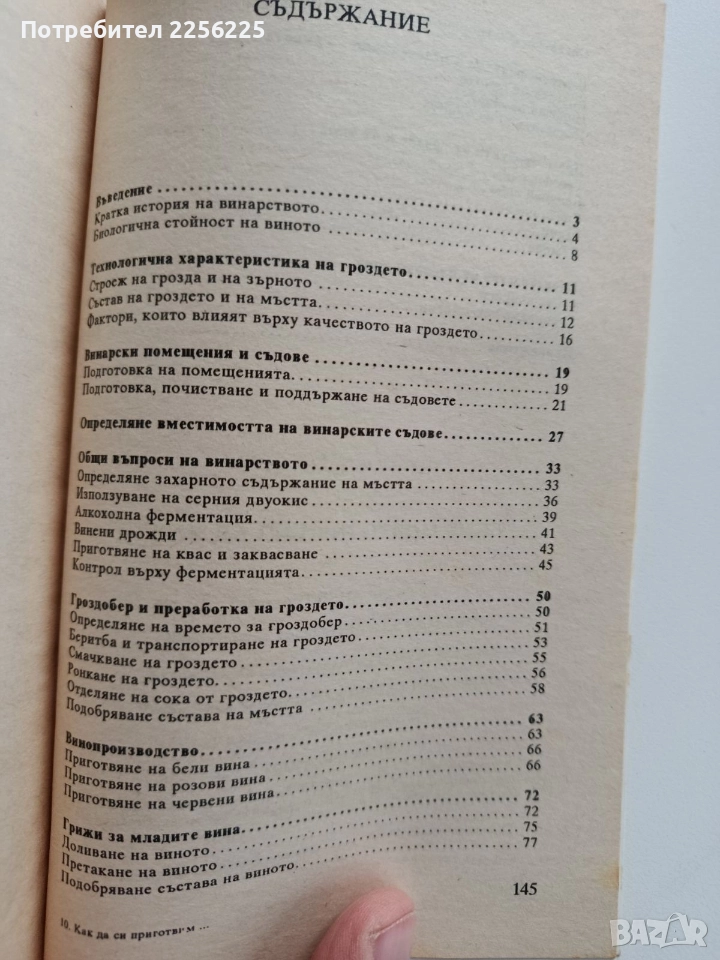 Потребител 2256225
СЪДЪРЖАНИЕ
Въведение 3
Кратка история на винарството 4
Биологична стойност на виното 8
Технологична характеристика на гроздето 11
Строеж на грозда и на зърното 11
Състав на гроздето и на мъстта 12
Фактори, които влияят върху качеството на гроздето 16
Винарски помещения и съдове 19
Подготовка на помещенията 19
Подготовка, почистване и поддържане на съдовете 21
Определяне вместимостта на винарските съдове 27
Общи въпроси на винарството 33
Определяне захарното съдържание на мъстта 33
Използуване на серния двуокис 36
Алкохолна ферментация 39
Винени дрожди 41
Приготвяне на квас и заквасване 43
Контрол върху ферментацията 45
Гроздобер и преработка на гроздето 50
Определяне на времето за гроздобер 50
Беритба и транспортиране на гроздето 51
Смачкване на гроздето 53
Ронкане на гроздето 55
Отделяне на сока от гроздето 56
Подобряване състава на мъстта 58
Винопроизводство 63
Приготвяне на бели вина 63
Приготвяне на розови вина 66
Приготвяне на червени вина 66
Грижи за младите вина 72
Доливане на виното 72
Претакане на виното 75
Подобряване състава на виното 77
145
10. Как да си приготвим ...
BAZAR